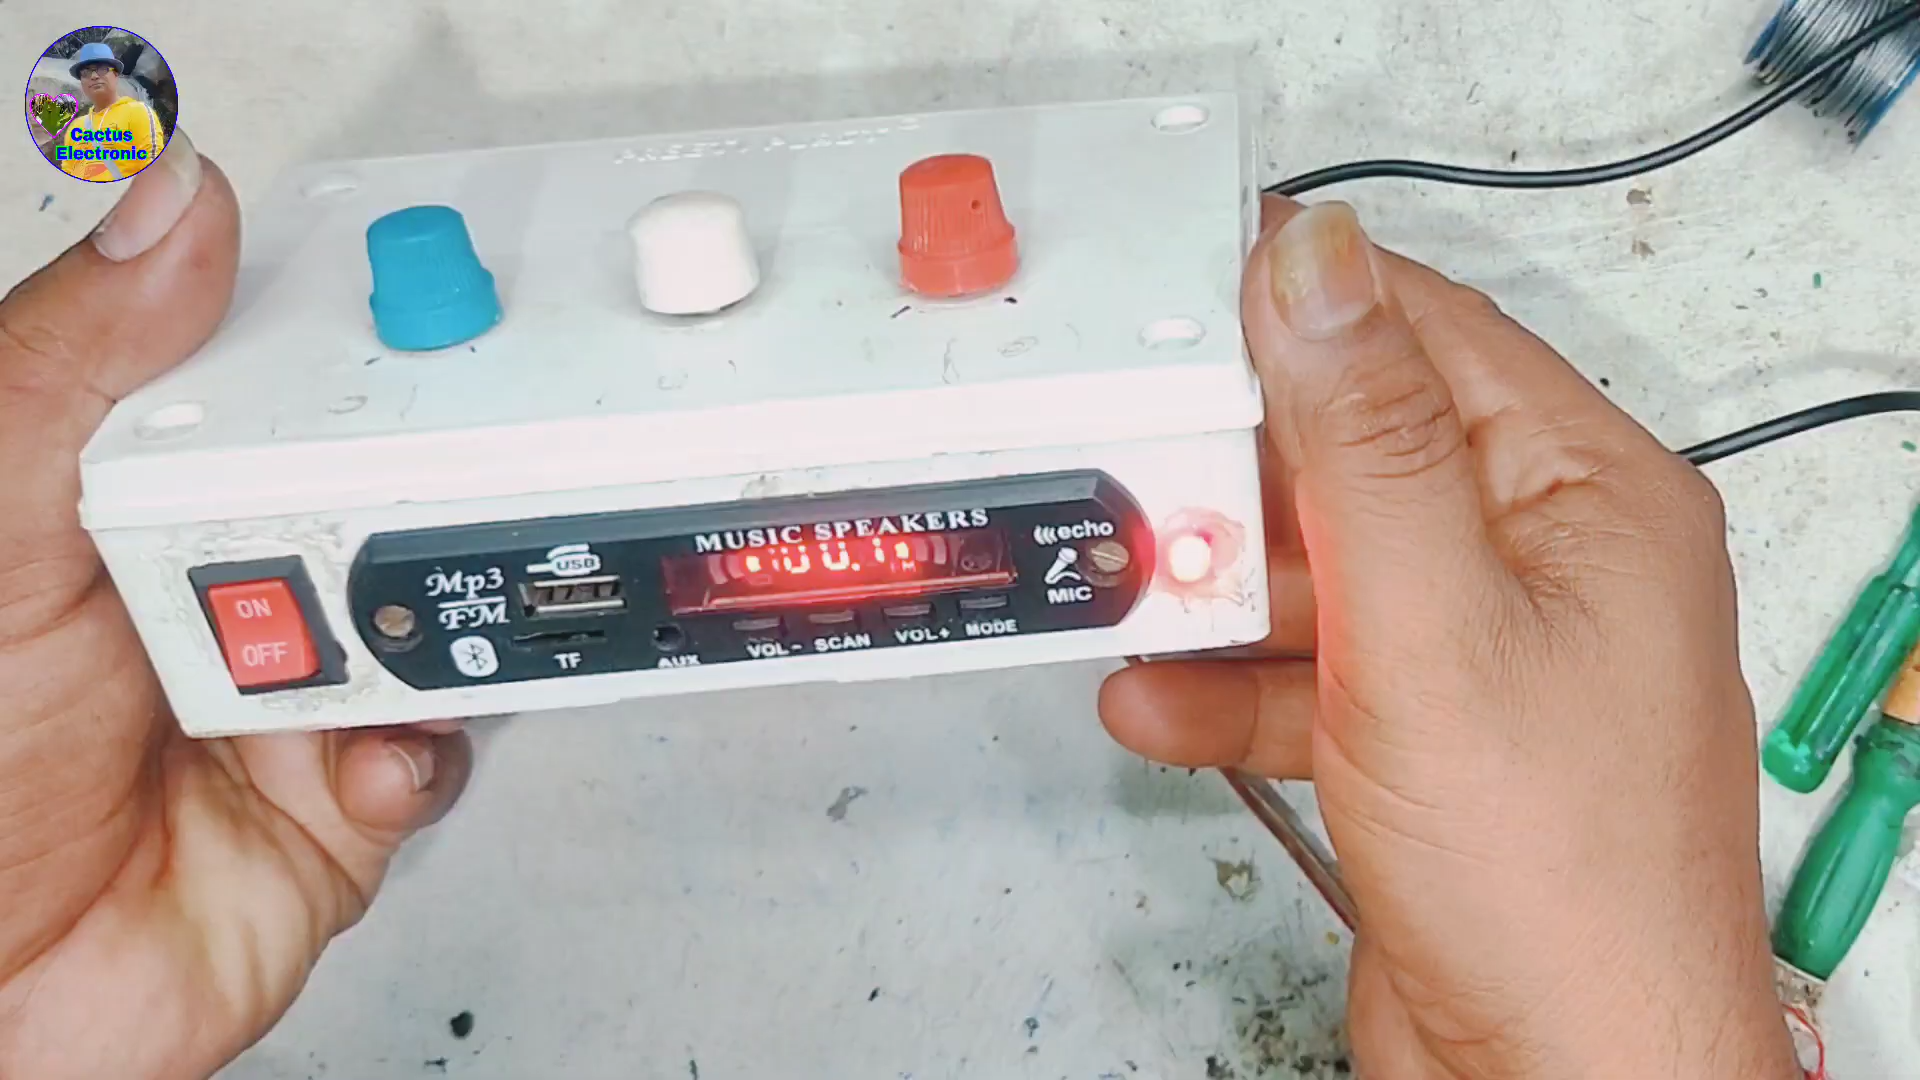 Cactus
Electronic
MUSIC SPEAKERS
echo
USB
Mp3
FM
MIC
ON
OFF
TF
AUX
VOL-
SCAN
VOL+
MODE